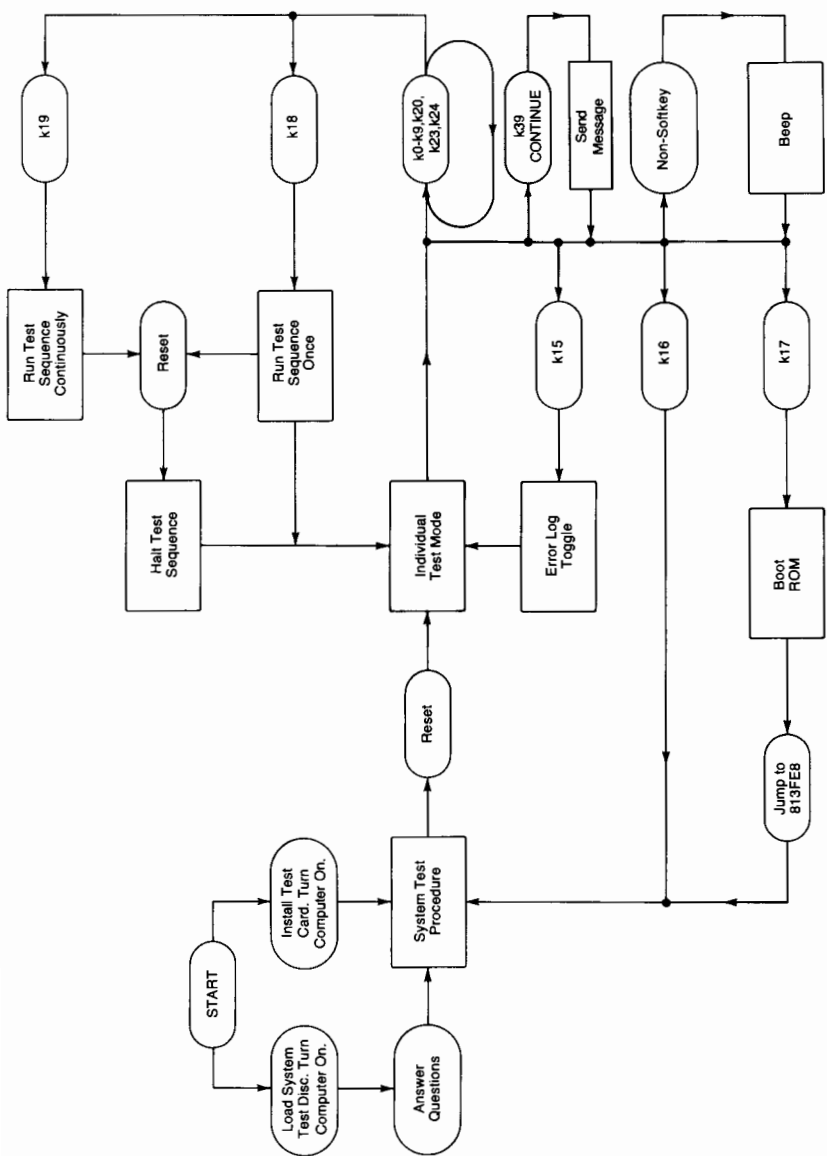 START
Load System
Test Disc. Turn
Computer On.
Install Test
Card. Turn
Computer On.
Answer
Questions
System Test
Procedure
Reset
Individual
Test Mode
Halt Test
Sequence
Reset
Run Test
Sequence
Continuously
Run Test
Sequence
Once
k19
k18
k0-k9,k20,
k23,k24
k39
CONTINUE
Send
Message
k15
Error Log
Toggle
Non-Softkey
Beep
k16
k17
Boot
ROM
Jump to
813FE8